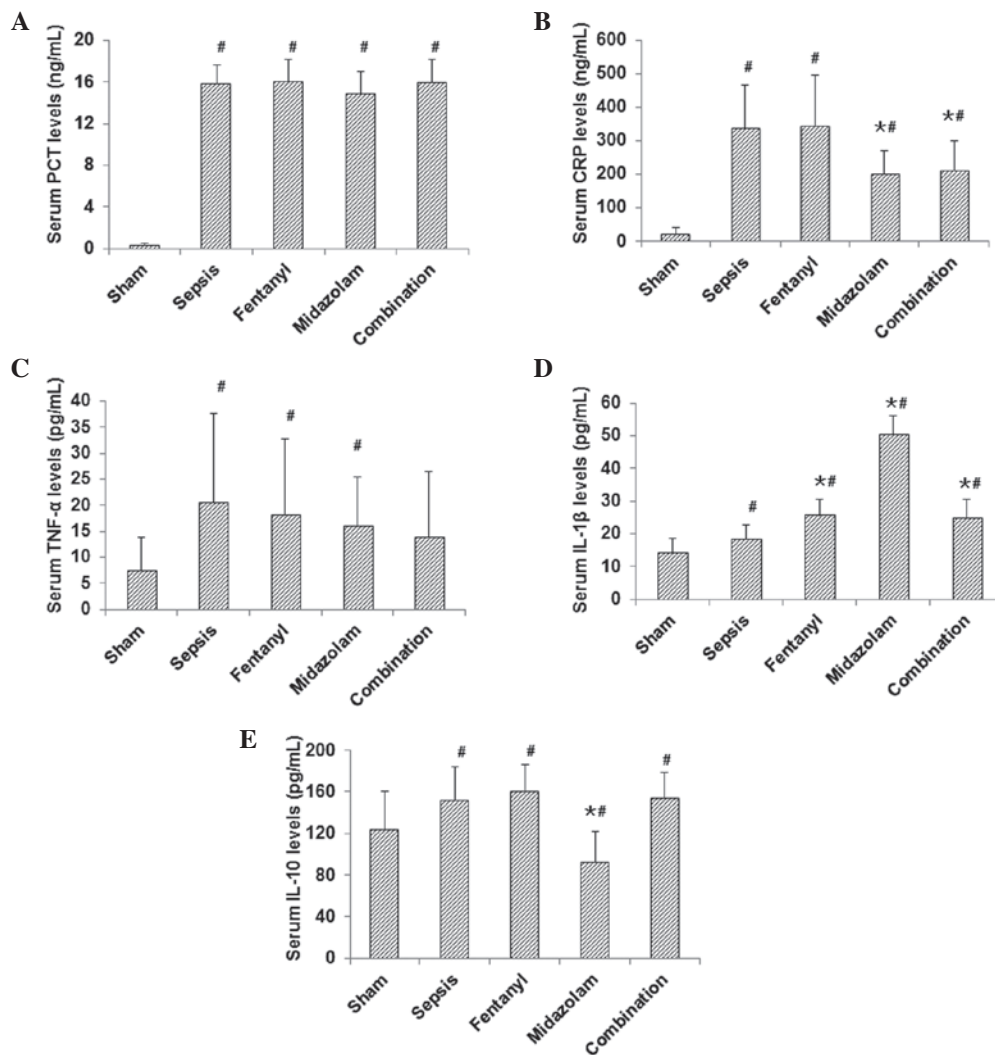 A
Serum PCT levels (ng/mL)
20
16
12
8
4
0
# # # #
Sham Sepsis Fentanyl Midazolam Combination
B
Serum CRP levels (ng/mL)
600
500
400
300
200
100
0
# # *# *#
Sham Sepsis Fentanyl Midazolam Combination
C
Serum TNF-α levels (pg/mL)
40
35
30
25
20
15
10
5
0
# # #
Sham Sepsis Fentanyl Midazolam Combination
D
Serum IL-1β levels (pg/mL)
60
50
40
30
20
10
0
# *# *# *#
Sham Sepsis Fentanyl Midazolam Combination
E
Serum IL-10 levels (pg/mL)
200
160
120
80
40
0
# # *# #
Sham Sepsis Fentanyl Midazolam Combination